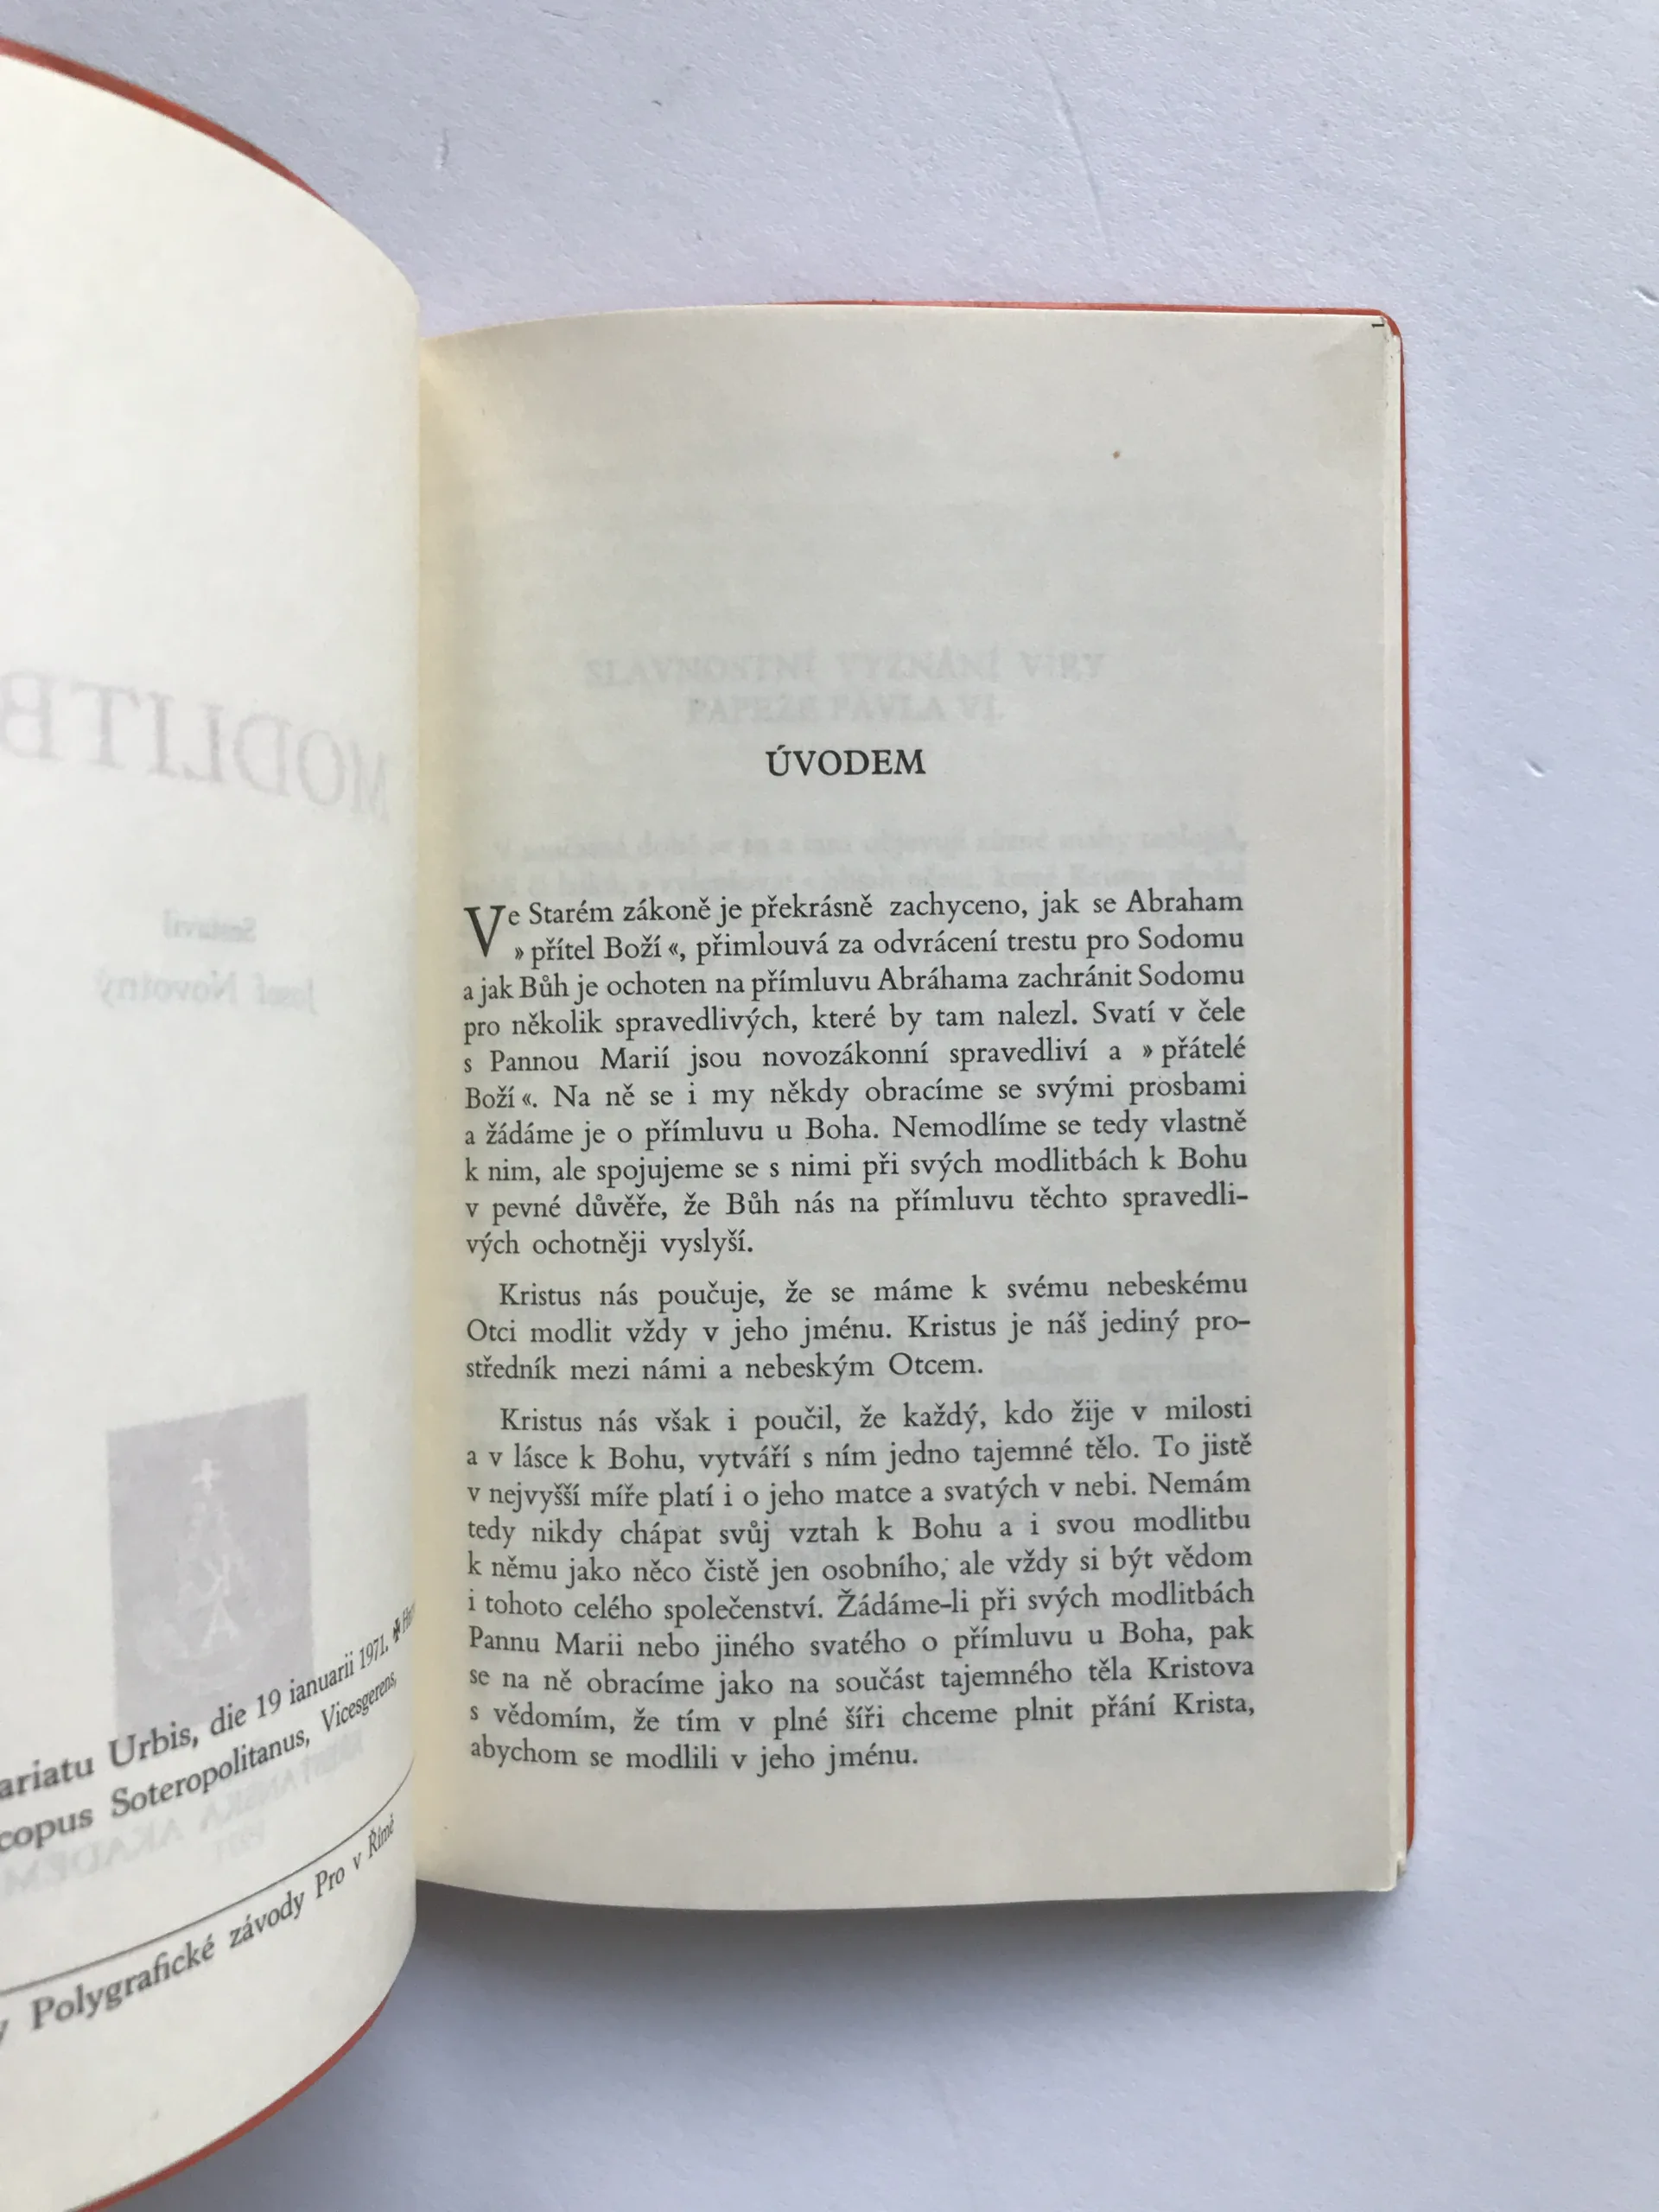 ariatu Urbis, die 19 ianuarii 1971. ✠
copus Soteropolitanus, Vicesgerens,
Polygrafické závody Pro v Římě
ÚVODEM
Ve Starém zákoně je překrásně zachyceno, jak se Abraham
» přítel Boží «, přimlouvá za odvrácení trestu pro Sodomu
a jak Bůh je ochoten na přímluvu Abráhama zachránit Sodomu
pro několik spravedlivých, které by tam nalezl. Svatí v čele
s Pannou Marií jsou novozákonní spravedliví a » přátelé
Boží «. Na ně se i my někdy obracíme se svými prosbami
a žádáme je o přímluvu u Boha. Nemodlíme se tedy vlastně
k nim, ale spojujeme se s nimi při svých modlitbách k Bohu
v pevné důvěře, že Bůh nás na přímluvu těchto spravedli-
vých ochotněji vyslyší.
Kristus nás poučuje, že se máme k svému nebeskému
Otci modlit vždy v jeho jménu. Kristus je náš jediný pro-
středník mezi námi a nebeským Otcem.
Kristus nás však i poučil, že každý, kdo žije v milosti
a v lásce k Bohu, vytváří s ním jedno tajemné tělo. To jistě
v nejvyšší míře platí i o jeho matce a svatých v nebi. Nemám
tedy nikdy chápat svůj vztah k Bohu a i svou modlitbu
k němu jako něco čistě jen osobního, ale vždy si být vědom
i tohoto celého společenství. Žádáme-li při svých modlitbách
Pannu Marii nebo jiného svatého o přímluvu u Boha, pak
se na ně obracíme jako na součást tajemného těla Kristova
s vědomím, že tím v plné šíři chceme plnit přání Krista,
abychom se modlili v jeho jménu.